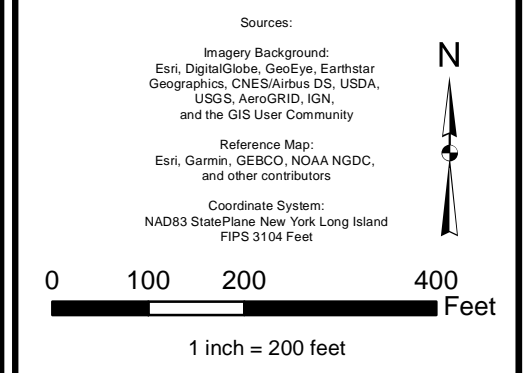 Sources:
Imagery Background:
Esri, DigitalGlobe, GeoEye, Earthstar
Geographics, CNES/Airbus DS, USDA,
USGS, AeroGRID, IGN,
and the GIS User Community
Reference Map:
Esri, Garmin, GEBCO, NOAA NGDC,
and other contributors
Coordinate System:
NAD83 StatePlane New York Long Island
FIPS 3104 Feet
N
0 100 200 400
Feet
1 inch = 200 feet